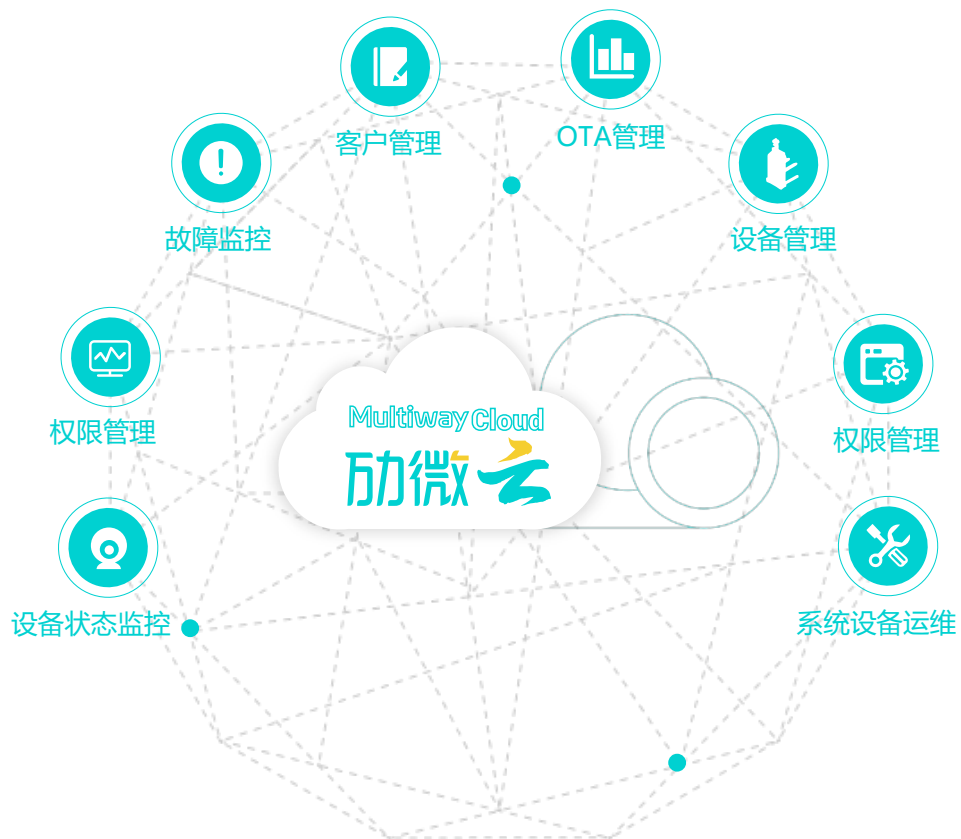 客户管理
OTA管理
故障监控
设备管理
Multiway Cloud
劢微云
权限管理
权限管理
设备状态监控
系统设备运维